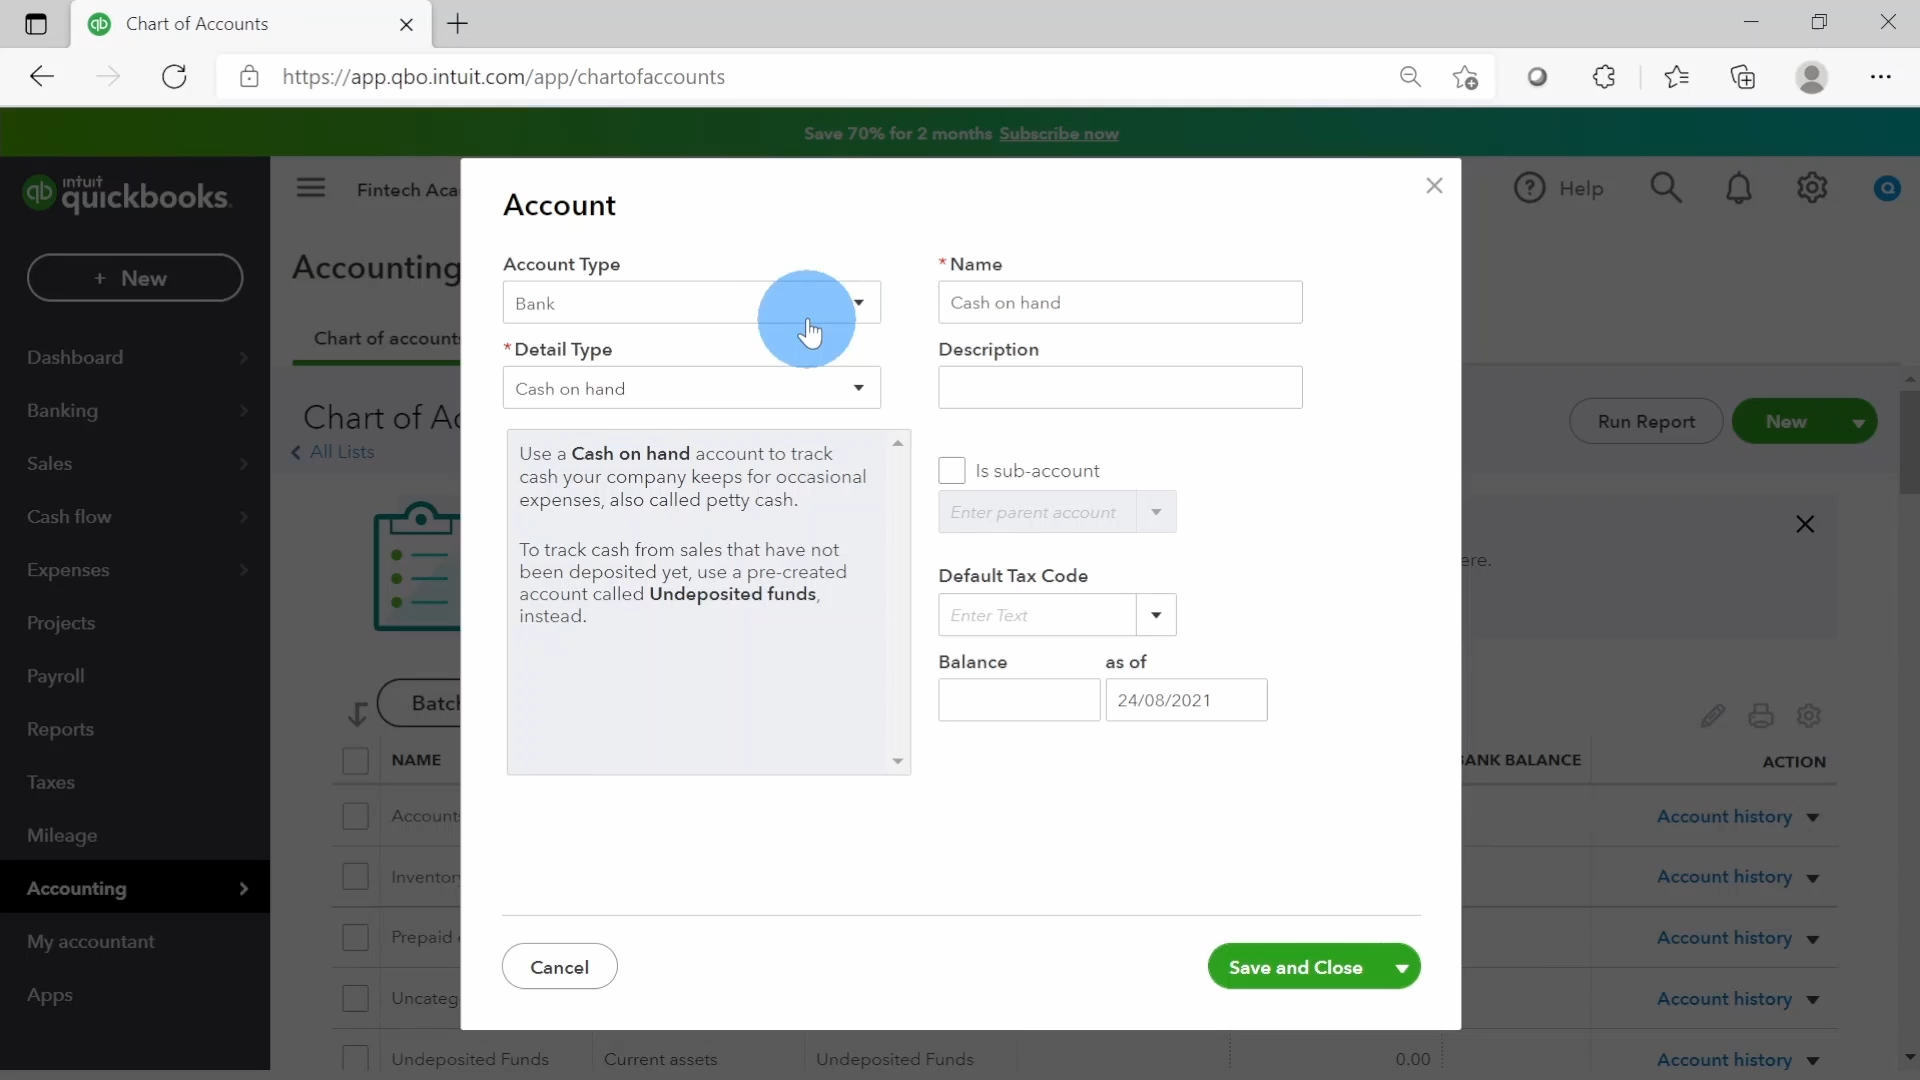 Chart of Accounts
https://app.qbo.intuit.com/app/chartofaccounts
Save 70% for 2 months Subscribe now
qb intuit quickbooks.
Fintech Aca
Help
Q
+ New
Accounting
Chart of accounts
Dashboard
Banking
Sales
Cash flow
Expenses
Projects
Payroll
Reports
Taxes
Mileage
Accounting
My accountant
Apps
Chart of Ac
All Lists
Run Report
New
ere.
Batch
NAME
BANK BALANCE
ACTION
Accounts
Account history
Inventory
Account history
Prepaid
Account history
Uncateg
Account history
Undeposited Funds Current assets Undeposited Funds 0.00 Account history
Account
Account Type
Bank
* Detail Type
Cash on hand
Use a Cash on hand account to track
cash your company keeps for occasional
expenses, also called petty cash.
To track cash from sales that have not
been deposited yet, use a pre-created
account called Undeposited funds,
instead.
* Name
Cash on hand
Description
Is sub-account
Enter parent account
Default Tax Code
Enter Text
Balance as of
24/08/2021
Cancel
Save and Close